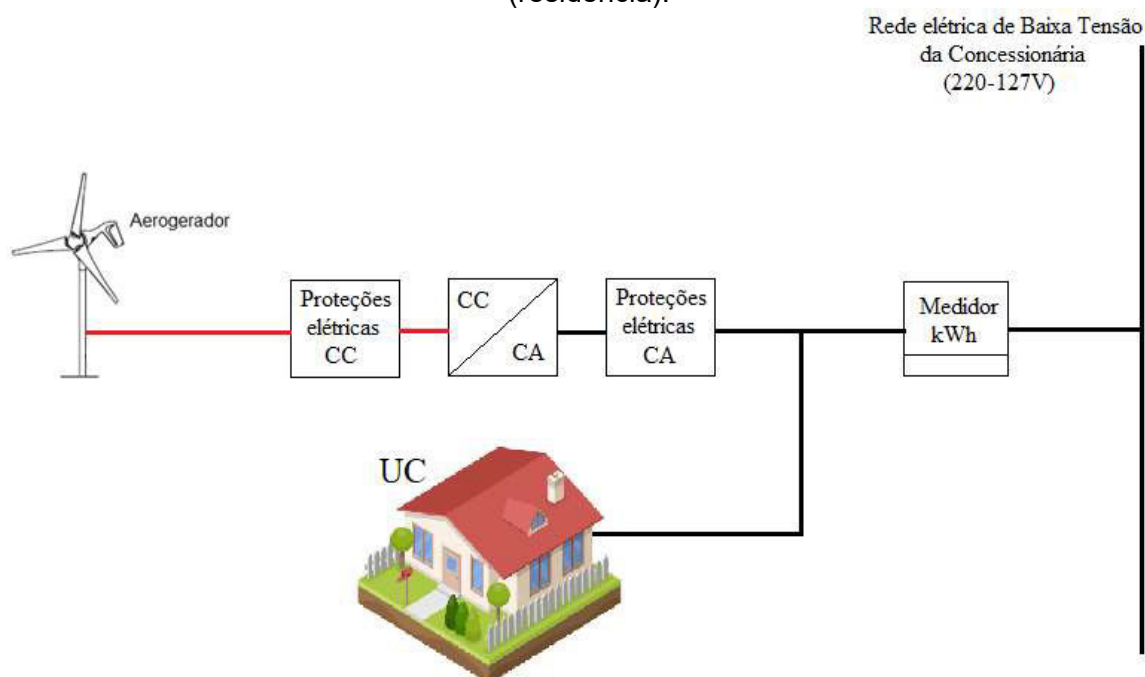 (residência).
Rede elétrica de Baixa Tensão
da Concessionária
(220-127V)
Aerogerador
Proteções
elétricas
CC
CC
CA
Proteções
elétricas
CA
Medidor
kWh
UC